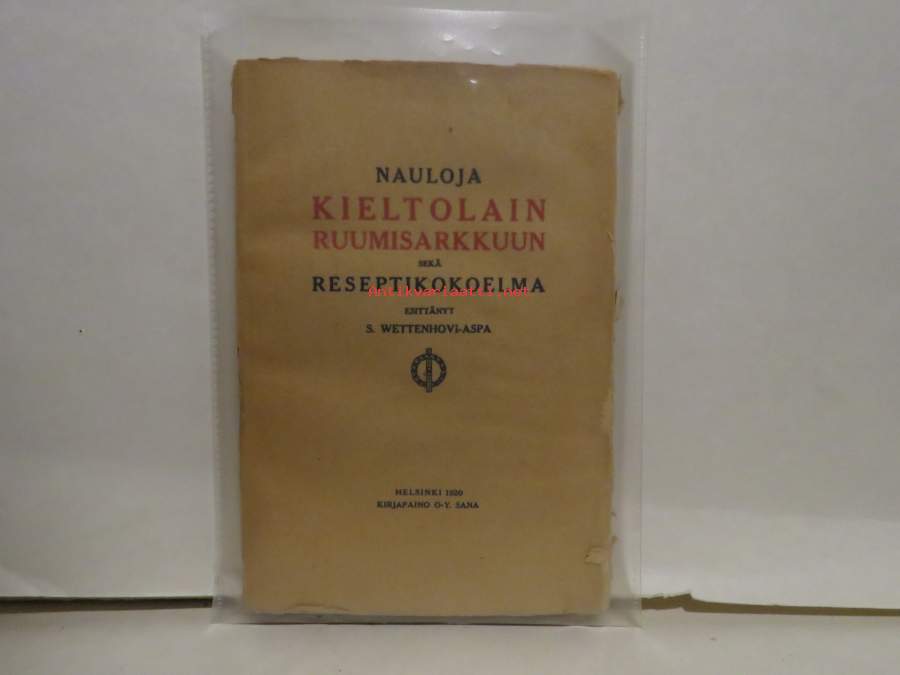 NAULOJA
KIELTOLAIN
RUUMISARKKUUN
SEKÄ
RESEPTIKOKOELMA
Antikvariaatti.net
ESITTÄNYT
S. WETTENHOVI-ASPA
HELSINKI 1920
KIRJAPAINO O-Y. SANA